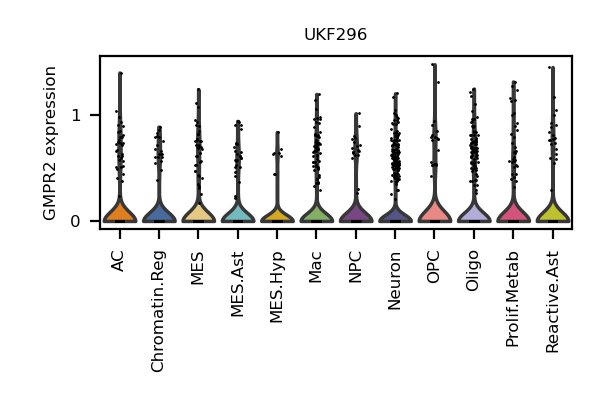 UKF296
GMPR2 expression
1
0
AC
Chromatin.Reg
MES
MES.Ast
MES.Hyp
Mac
NPC
Neuron
OPC
Oligo
Prolif.Metab
Reactive.Ast